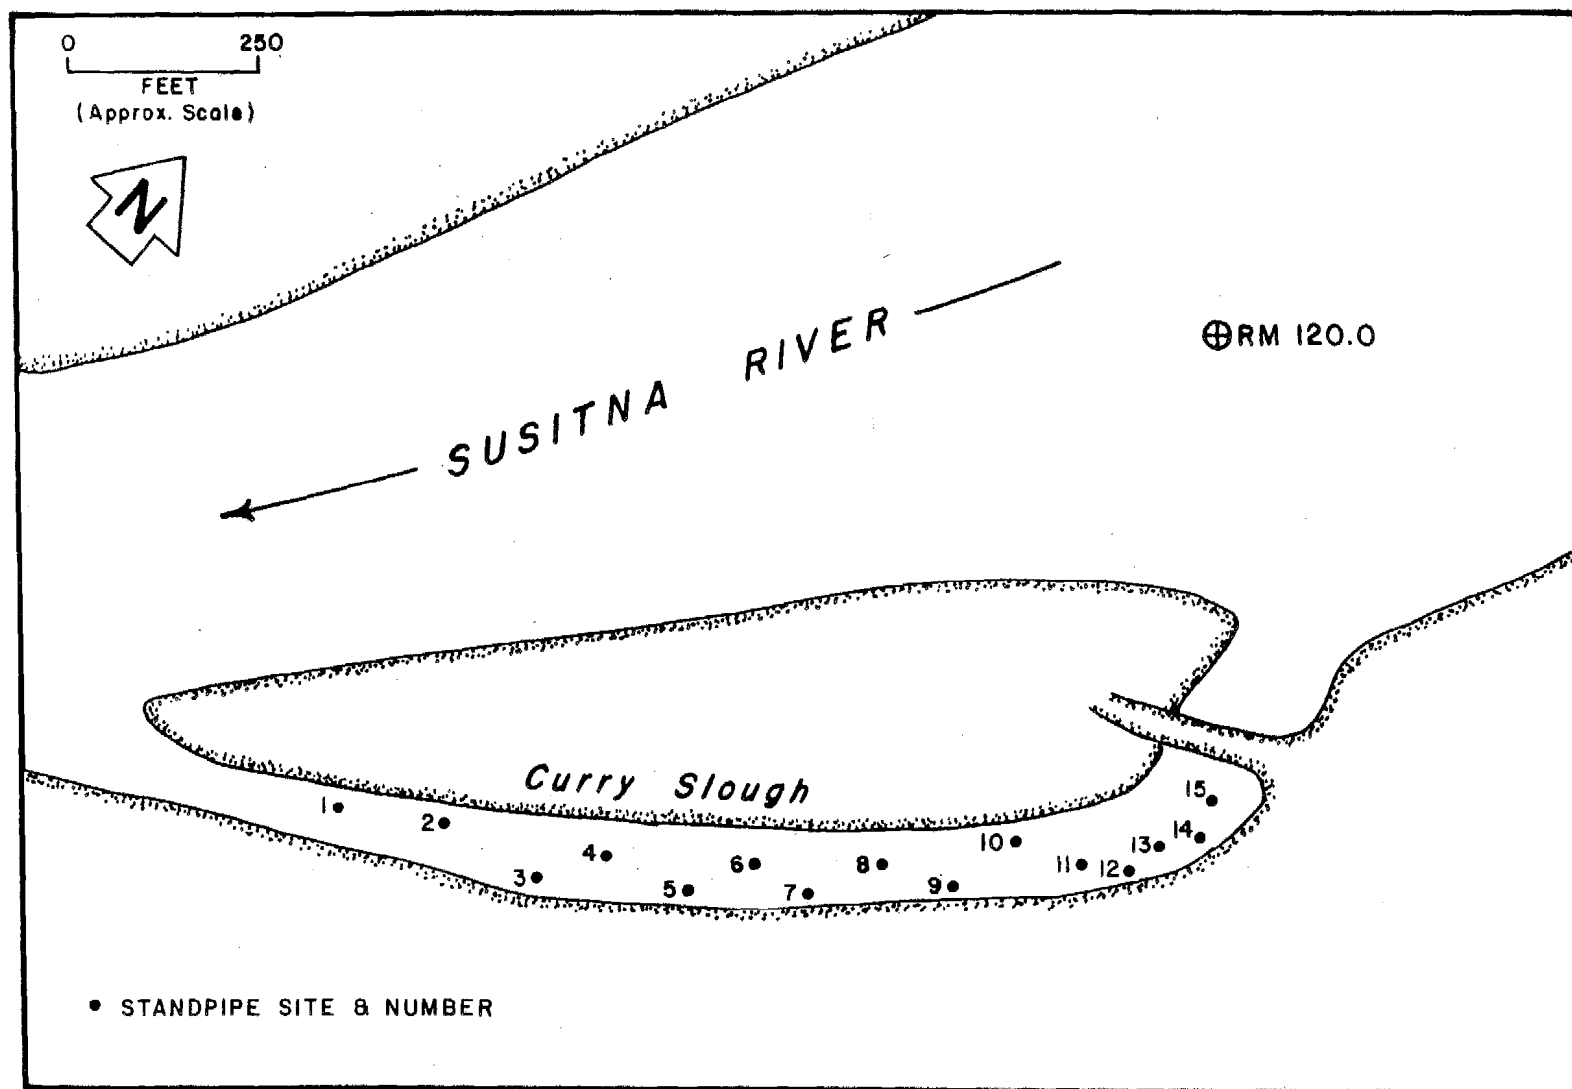 0 250
FEET
(Approx. Scale)
N
SUSITNA RIVER
RM 120.0
Curry Slough
1
2
3
4
5
6
7
8
9
10
11
12
13
14
15
STANDPIPE SITE & NUMBER